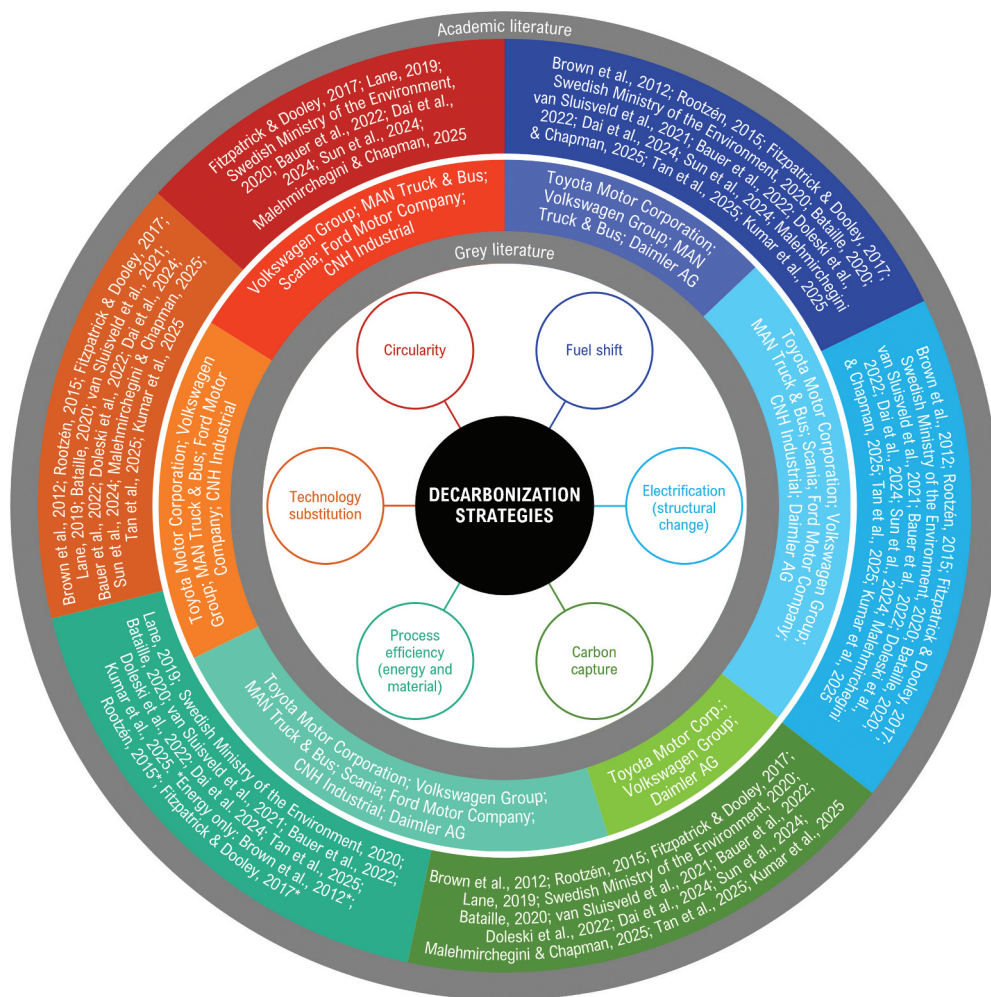 Academic literature
Fitzpatrick & Dooley, 2017; Lane, 2019;
Swedish Ministry of the Environment,
2020; Bauer et al., 2022; Dai et al.,
2024; Sun et al., 2024;
Malehmirchegini & Chapman, 2025
Brown et al., 2012; Rootzén, 2015; Fitzpatrick & Dooley, 2017;
Swedish Ministry of the Environment, 2020; Bataille, 2020;
van Sluisveld et al., 2021; Bauer et al., 2022; Doleski et al.,
2022; Dai et al., 2024; Sun et al., 2024; Malehmirchegini
& Chapman, 2025; Tan et al., 2025; Kumar et al., 2025
Brown et al., 2012; Rootzén, 2015; Fitzpatrick & Dooley, 2017;
Swedish Ministry of the Environment, 2020; Bataille, 2020;
van Sluisveld et al., 2021; Bauer et al., 2022; Doleski et al.,
2022; Dai et al., 2024; Sun et al., 2024; Malehmirchegini
& Chapman, 2025; Tan et al., 2025; Kumar et al., 2025
Brown et al., 2012; Rootzén, 2015; Fitzpatrick & Dooley, 2017;
Lane, 2019; Swedish Ministry of the Environment, 2020;
Bataille, 2020; van Sluisveld et al., 2021; Bauer et al., 2022;
Doleski et al., 2022; Dai et al., 2024; Sun et al., 2024;
Malehmirchegini & Chapman, 2025; Tan et al., 2025; Kumar et al., 2025
Lane, 2019; Swedish Ministry of the Environment, 2020;
Bataille, 2020; van Sluisveld et al., 2021; Bauer et al., 2022;
Doleski et al., 2022; Dai et al., 2024; Tan et al., 2025;
Kumar et al., 2025, *Energy only: Brown et al., 2012*;
Rootzén, 2015*; Fitzpatrick & Dooley, 2017*
Brown et al., 2012; Rootzén, 2015; Fitzpatrick & Dooley, 2017;
Lane, 2019; Bataille, 2020; van Sluisveld et al., 2021;
Bauer et al., 2022; Doleski et al., 2022; Dai et al., 2024;
Sun et al., 2024; Malehmirchegini & Chapman, 2025;
Tan et al., 2025; Kumar et al., 2025
Volkswagen Group; MAN Truck & Bus;
Scania; Ford Motor Company;
CNH Industrial
Toyota Motor Corporation;
Volkswagen Group; MAN
Truck & Bus; Daimler AG
Toyota Motor Corporation; Volkswagen Group;
MAN Truck & Bus; Scania; Ford Motor Company;
CNH Industrial; Daimler AG
Toyota Motor Corp.;
Volkswagen Group;
Daimler AG
Toyota Motor Corporation; Volkswagen Group;
MAN Truck & Bus; Scania; Ford Motor Company;
CNH Industrial; Daimler AG
Toyota Motor Corporation; Volkswagen
Group; MAN Truck & Bus; Ford Motor
Company; CNH Industrial
Grey literature
Circularity
Fuel shift
Technology
substitution
DECARBONIZATION
STRATEGIES
Electrification
(structural
change)
Process
efficiency
(energy and
material)
Carbon
capture